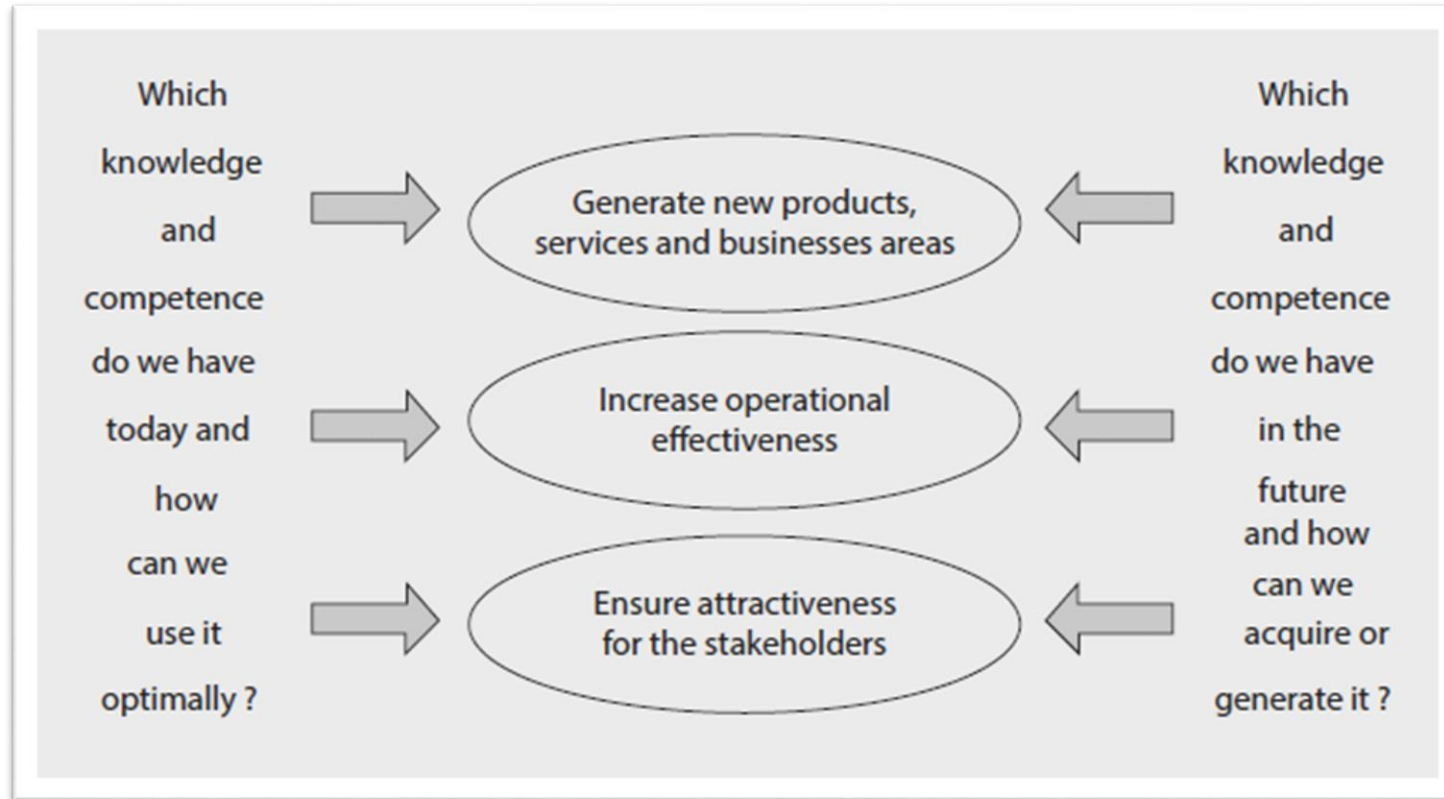 Which
knowledge
and
competence
do we have
today and
how
can we
use it
optimally ?
Generate new products,
services and businesses areas
Increase operational
effectiveness
Ensure attractiveness
for the stakeholders
Which
knowledge
and
competence
do we have
in the
future
and how
can we
acquire or
generate it ?